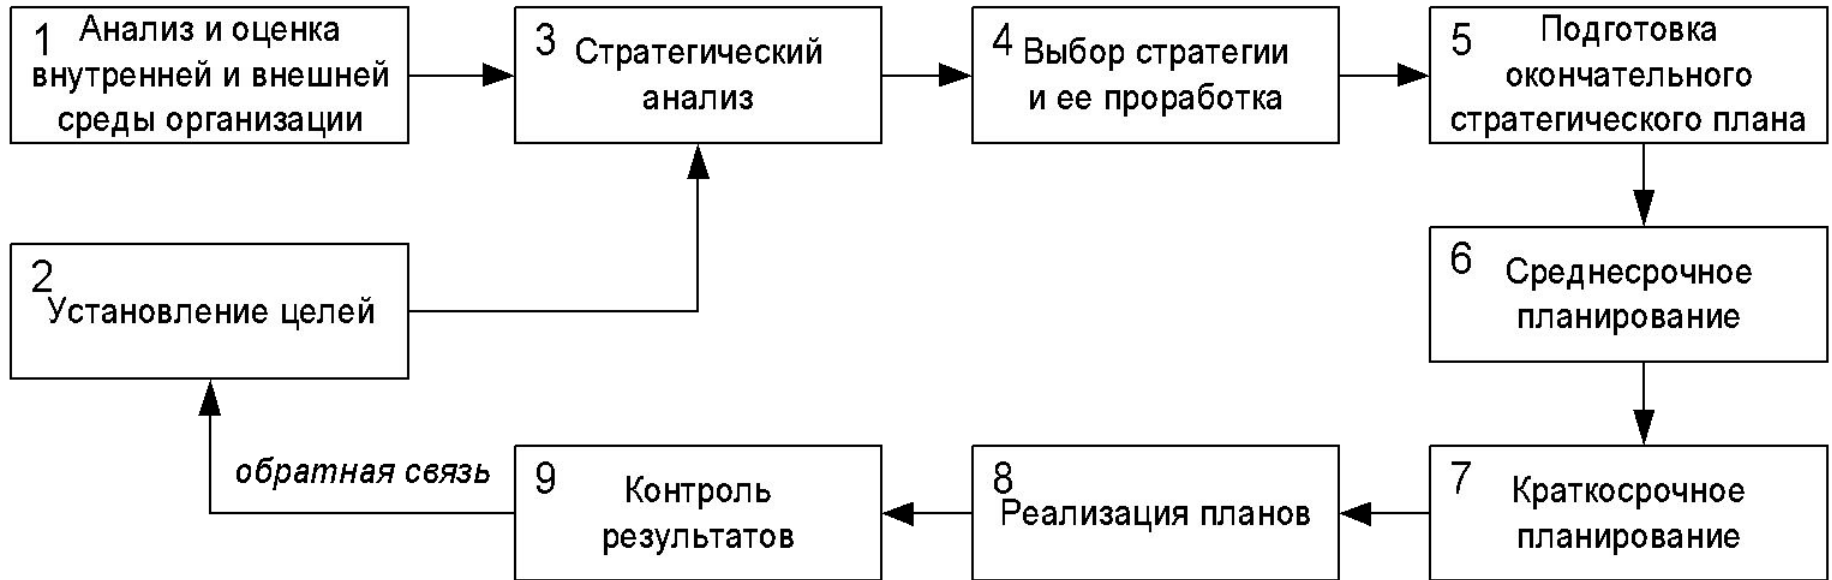 1
Анализ и оценка
внутренней и внешней
среды организации
3
Стратегический
анализ
4
Выбор стратегии
и ее проработка
5
Подготовка
окончательного
стратегического плана
2
Установление целей
6
Среднесрочное
планирование
обратная связь
9
Контроль
результатов
8
Реализация планов
7
Краткосрочное
планирование